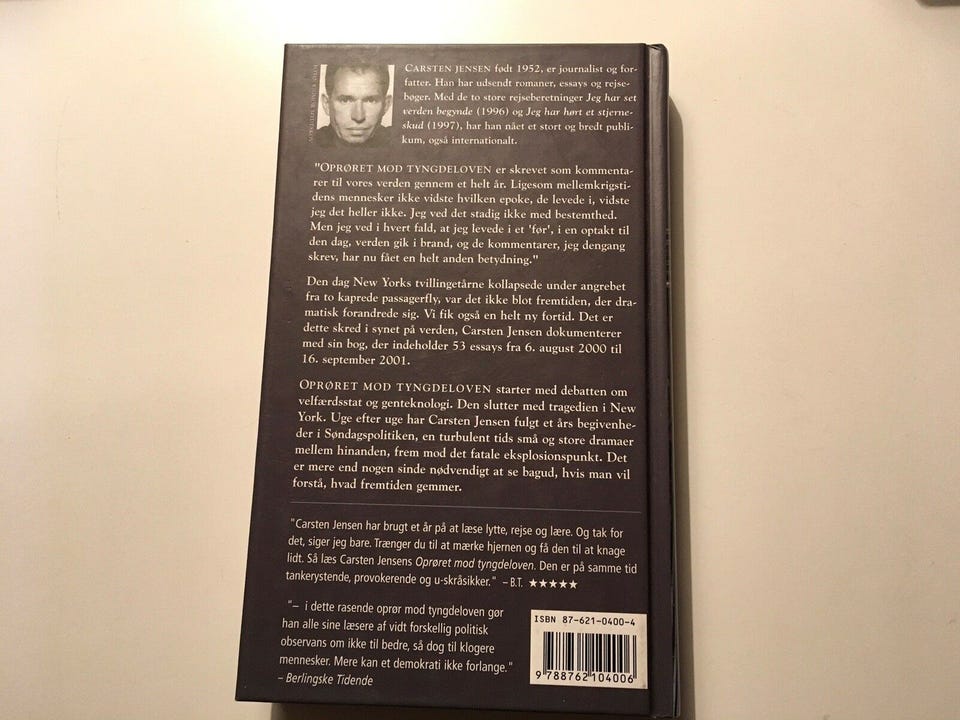 CARSTEN JENSEN født 1952, er journalist og for-
fatter. Han har udsendt romaner, essays og rejse-
bøger. Med de to store rejseberetninger Jeg har set
verden begynde (1996) og Jeg har hørt et stjerne-
skud (1997), har han nået et stort og bredt publi-
kum, også internationalt.
"OPRØRET MOD TYNGDELOVEN er skrevet som kommenta-
rer til vores verden gennem et helt år. Ligesom mellemkrigsti-
dens mennesker ikke vidste hvilken epoke, de levede i, vidste
jeg det heller ikke. Jeg ved det stadig ikke med bestemthed.
Men jeg ved i hvert fald, at jeg levede i et 'før', i en optakt til
den dag, verden gik i brand, og de kommentarer, jeg dengang
skrev, har nu fået en helt anden betydning."
Den dag New Yorks tvillingetårne kollapsede under angrebet
fra to kaprede passagerfly, var det ikke blot fremtiden, der dra-
matisk forandrede sig. Vi fik også en helt ny fortid. Det er
dette skred i synet på verden, Carsten Jensen dokumenterer
med sin bog, der indeholder 53 essays fra 6. august 2000 til
16. september 2001.
OPRØRET MOD TYNGDELOVEN starter med debatten om
velfærdsstat og genteknologi. Den slutter med tragedien i New
York. Uge efter uge har Carsten Jensen fulgt et års begivenhe-
der i Søndagspolitiken, en turbulent tids små og store dramaer
mellem hinanden, frem mod det fatale eksplosionspunkt. Det
er mere end nogen sinde nødvendigt at se bagud, hvis man vil
forstå, hvad fremtiden gemmer.
"Carsten Jensen har brugt et år på at læse lytte, rejse og lære. Og tak for
det, siger jeg bare. Trænger du til at mærke hjernen og få den til at knage
lidt. Så læs Carsten Jensens Oprøret mod tyngdeloven. Den er på samme tid
tankerystende, provokerende og u-skråsikker." – B.T. ★★★★★
"– i dette rasende oprør mod tyngdeloven gør
han alle sine læsere af vidt forskellig politisk
observans om ikke til bedre, så dog til klogere
mennesker. Mere kan et demokrati ikke forlange."
– Berlingske Tidende
ISBN 87-621-0400-4
9 788762 104006